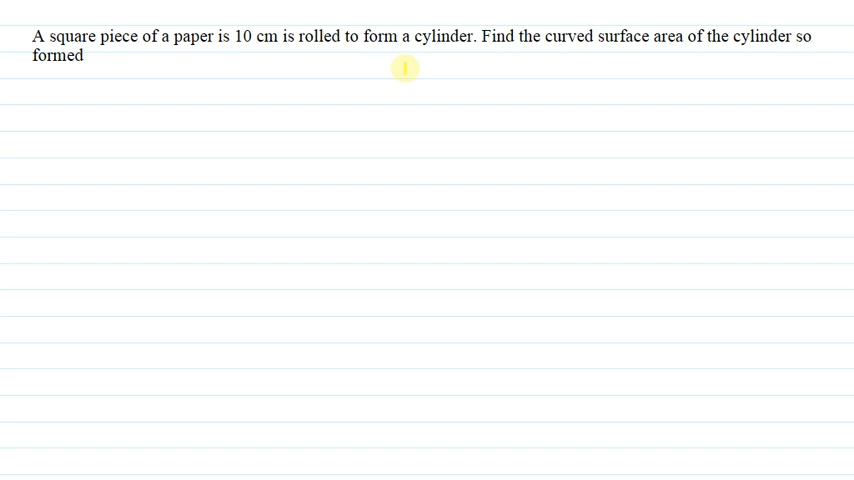 A square piece of a paper is 10 cm is rolled to form a cylinder. Find the curved surface area of the cylinder so
formed